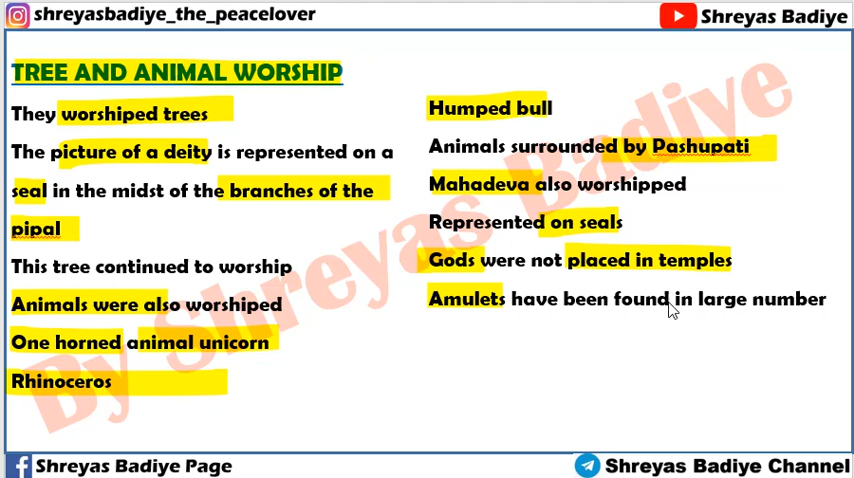 shreyasbadiye_the_peacelover
Shreyas Badiye
TREE AND ANIMAL WORSHIP
They worshiped trees
The picture of a deity is represented on a
seal in the midst of the branches of the
pipal
This tree continued to worship
Animals were also worshiped
One horned animal unicorn
Rhinoceros
Humped bull
Animals surrounded by Pashupati
Mahadeva also worshipped
Represented on seals
Gods were not placed in temples
Amulets have been found in large number
By Shreyas Badiye
Shreyas Badiye Page
Shreyas Badiye Channel